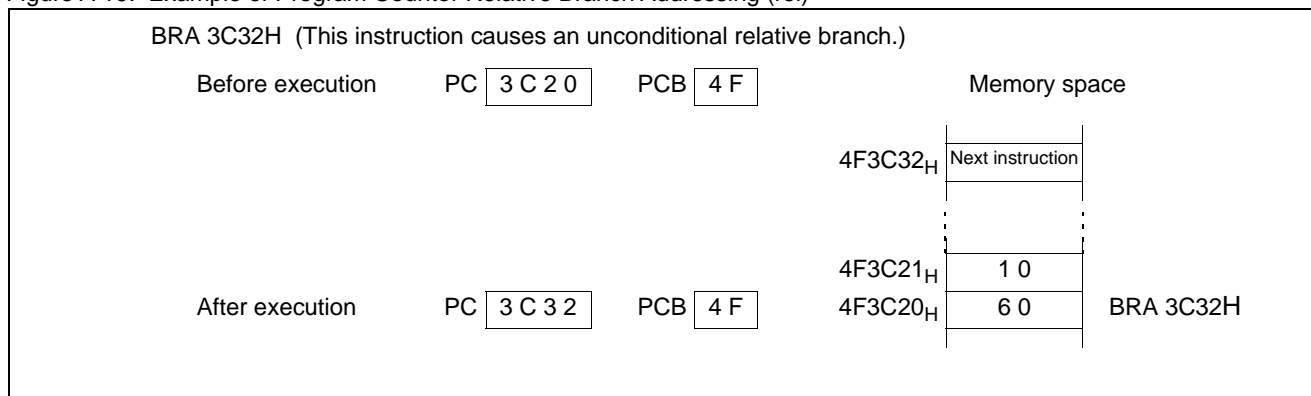 BRA 3C32H (This instruction causes an unconditional relative branch.)
Before execution PC 3 C 2 0 PCB 4 F Memory space
4F3C32H Next instruction
4F3C21H 1 0
After execution PC 3 C 3 2 PCB 4 F 4F3C20H 6 0 BRA 3C32H